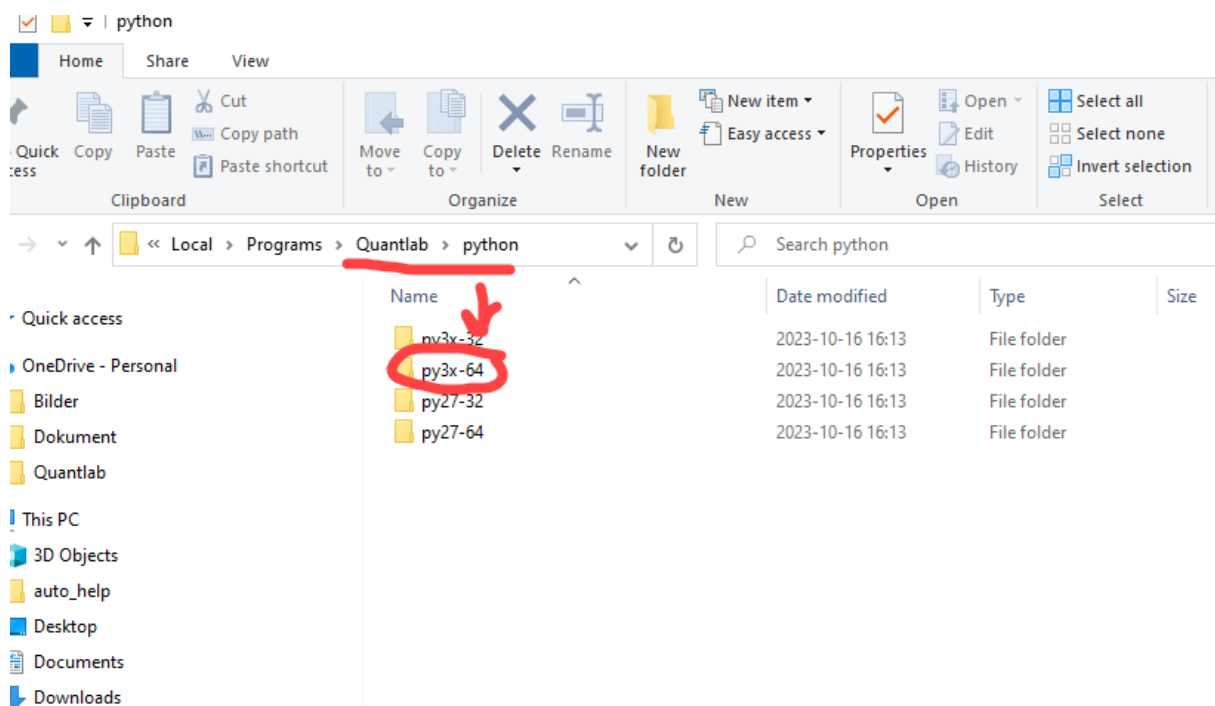 python
Home Share View
Cut
Copy path
Paste shortcut
Quick
Copy
Paste
Move to
Copy to
Delete
Rename
New folder
New item
Easy access
Properties
Open
Edit
History
Select all
Select none
Invert selection
Clipboard Organize New Open Select
« Local > Programs > Quantlab > python
Search python
Name Date modified Type Size
Quick access
OneDrive - Personal
Bilder
Dokument
Quantlab
This PC
3D Objects
auto_help
Desktop
Documents
Downloads
py3x-32 2023-10-16 16:13 File folder
py3x-64 2023-10-16 16:13 File folder
py27-32 2023-10-16 16:13 File folder
py27-64 2023-10-16 16:13 File folder